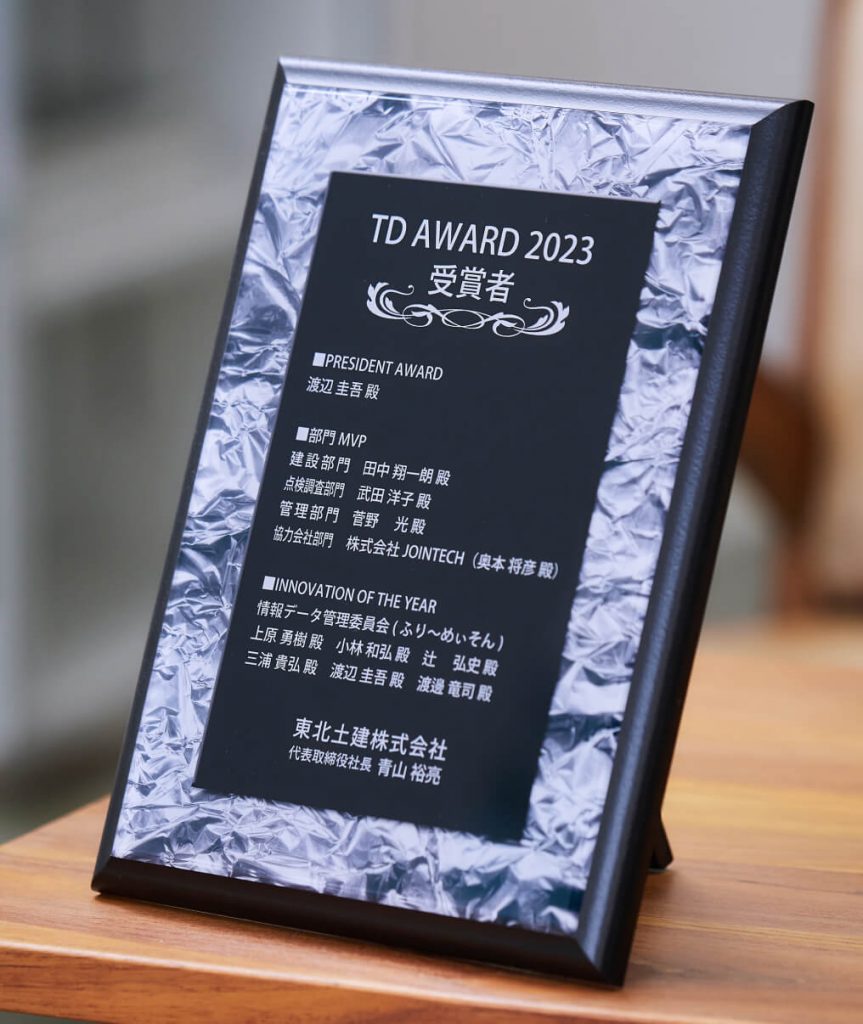 TD AWARD 2023
受賞者
■PRESIDENT AWARD
渡辺 圭吾 殿
■部門 MVP
建設部門　田中 翔一朗 殿
点検調査部門　武田 洋子 殿
管理部門　菅野　光 殿
協力会社部門　株式会社 JOINTECH（奥本 将彦 殿）
■INNOVATION OF THE YEAR
情報データ管理委員会 ( ふり～めぃそん )
上原 勇樹 殿　小林 和弘 殿　辻　弘史 殿
三浦 貴弘 殿　渡辺 圭吾 殿　渡邊 竜司 殿
東北土建株式会社
代表取締役社長 青山 裕亮